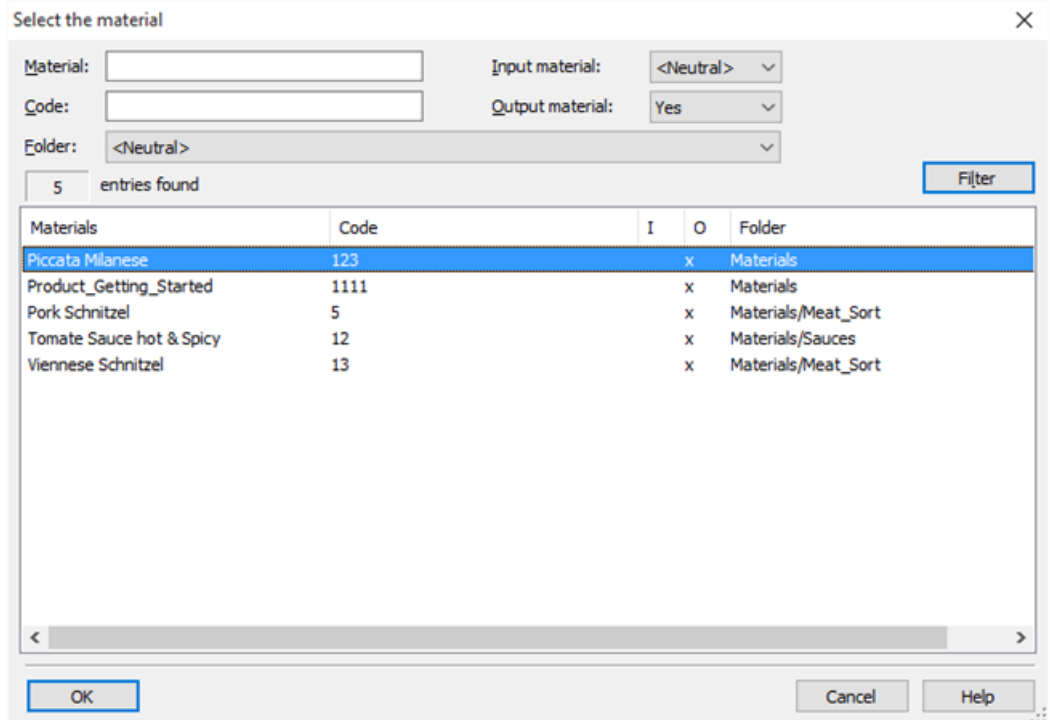 Select the material
Material: Input material: <Neutral>
Code: Output material: Yes
Folder: <Neutral>
5 entries found Filter
Materials Code I O Folder
Piccata Milanese 123 x Materials
Product_Getting_Started 1111 x Materials
Pork Schnitzel 5 x Materials/Meat_Sort
Tomate Sauce hot & Spicy 12 x Materials/Sauces
Viennese Schnitzel 13 x Materials/Meat_Sort
OK Cancel Help